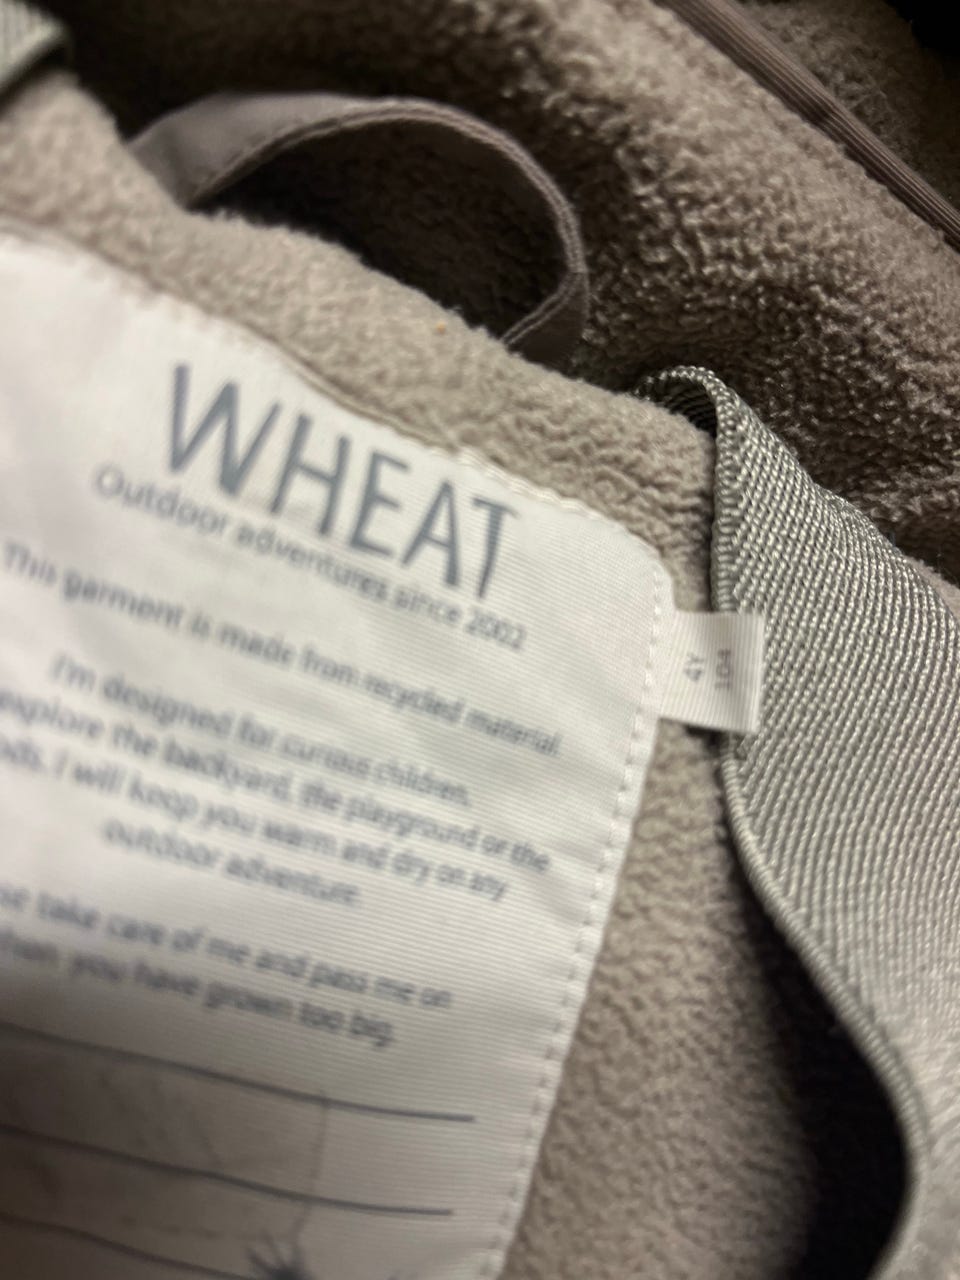 WHEAT
Outdoor adventures since 2002
This garment is made from recycled material.
I'm designed for curious children.
explore the backyard, the playground or the
I will keep you warm and dry on any
outdoor adventure.
take care of me and pass me on
you have grown too big.
4Y
104